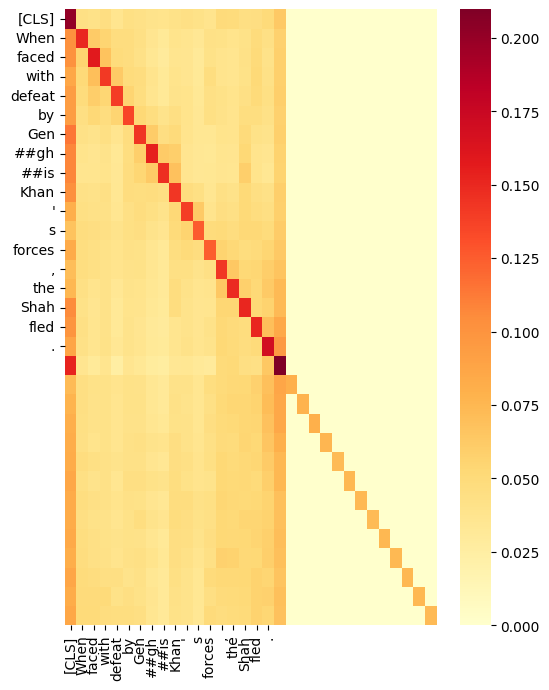 [CLS]
When
faced
with
defeat
by
Gen
##gh
##is
Khan
'
s
forces
,
the
Shah
fled
.
0.200
0.175
0.150
0.125
0.100
0.075
0.050
0.025
0.000
[CLS]
When
faced
with
defeat
by
Gen
##gh
##is
Khan
'
s
forces
,
the
Shah
fled
.